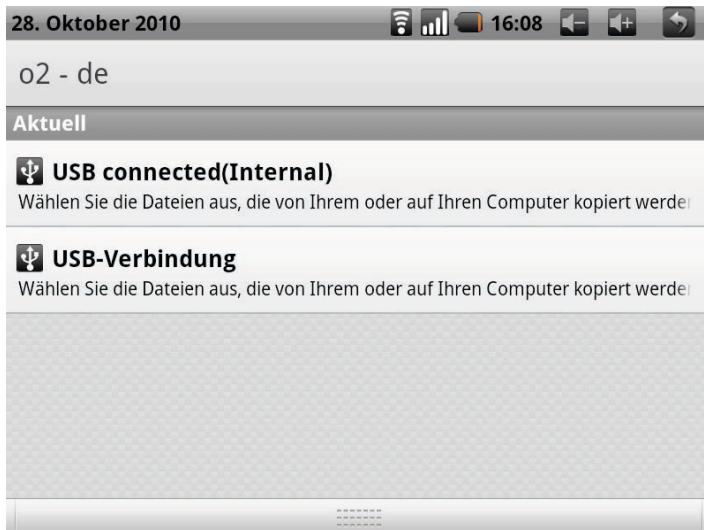 28. Oktober 2010 16:08
o2 - de
Aktuell
USB connected(Internal)
Wählen Sie die Dateien aus, die von Ihrem oder auf Ihren Computer kopiert werde
USB-Verbindung
Wählen Sie die Dateien aus, die von Ihrem oder auf Ihren Computer kopiert werde